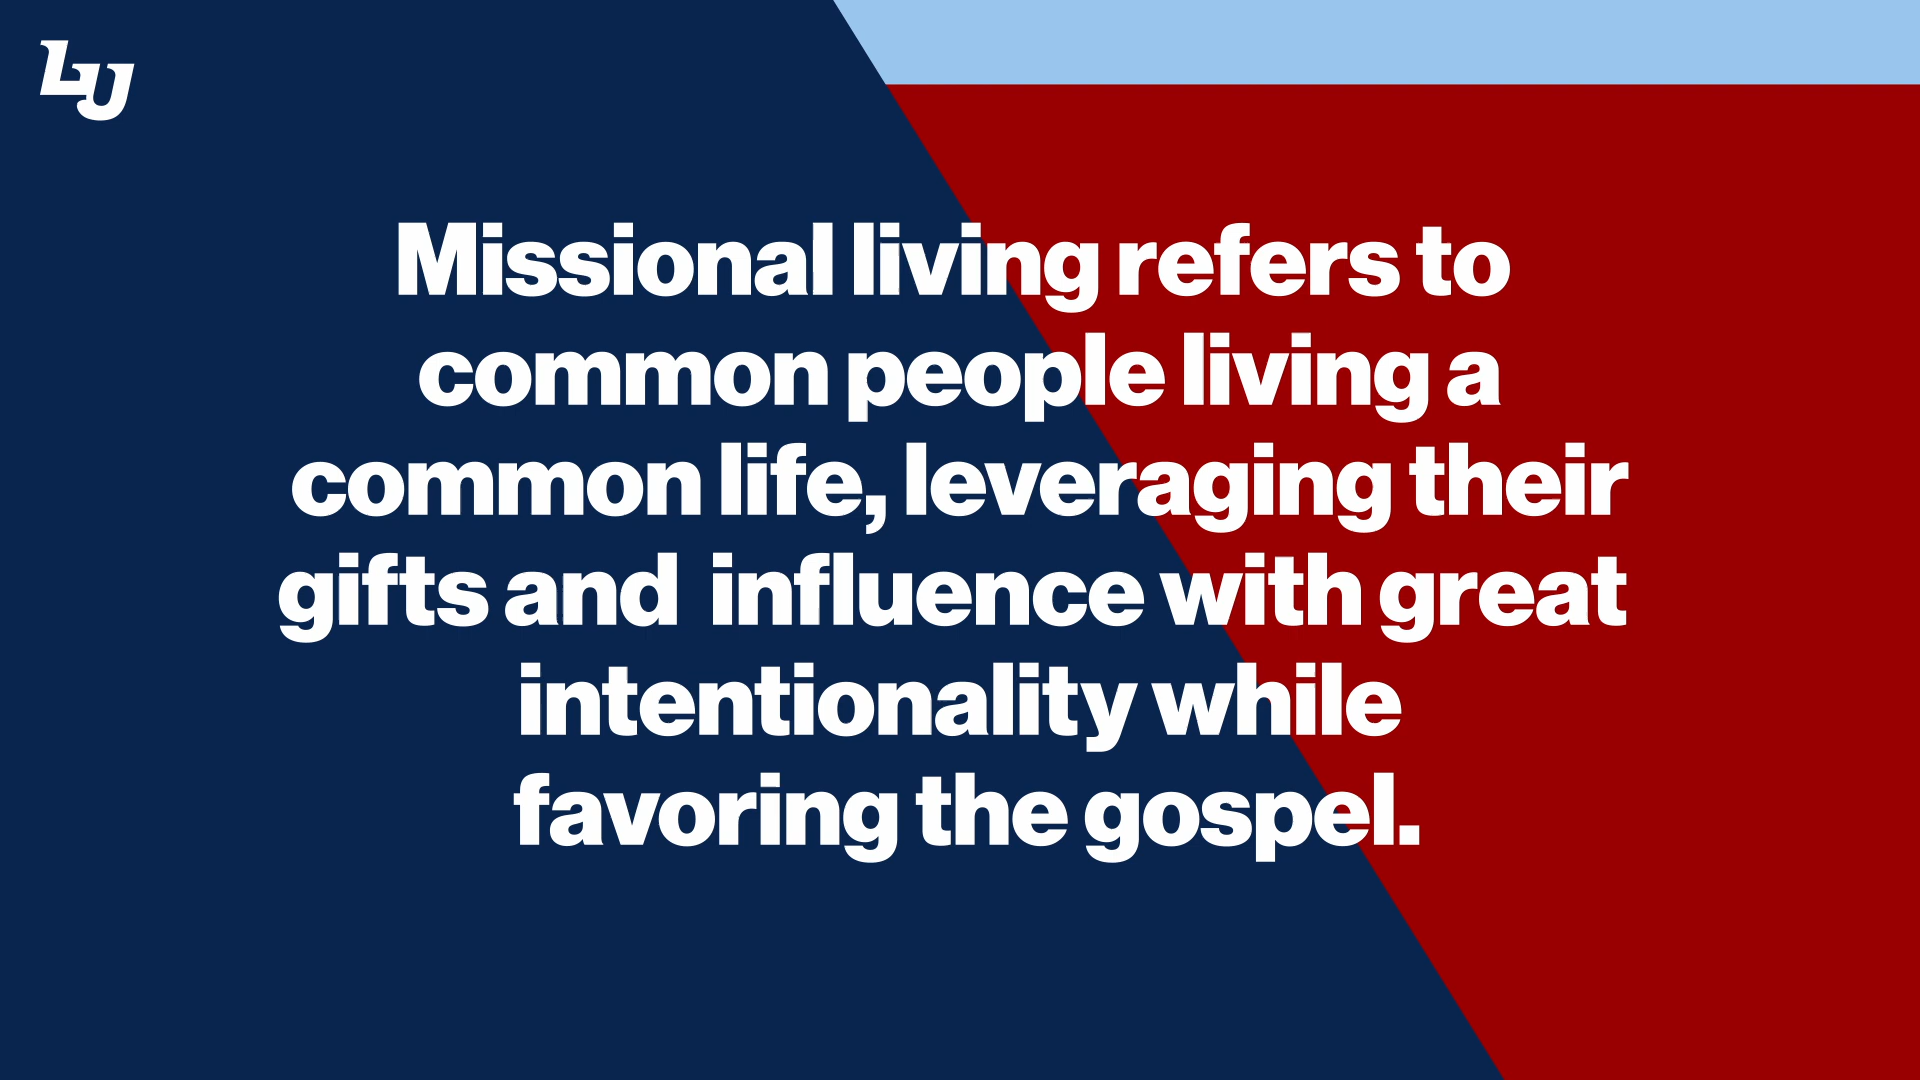 LU
Missional living refers to
common people living a
common life, leveraging their
gifts and  influence with great
intentionality while
favoring the gospel.